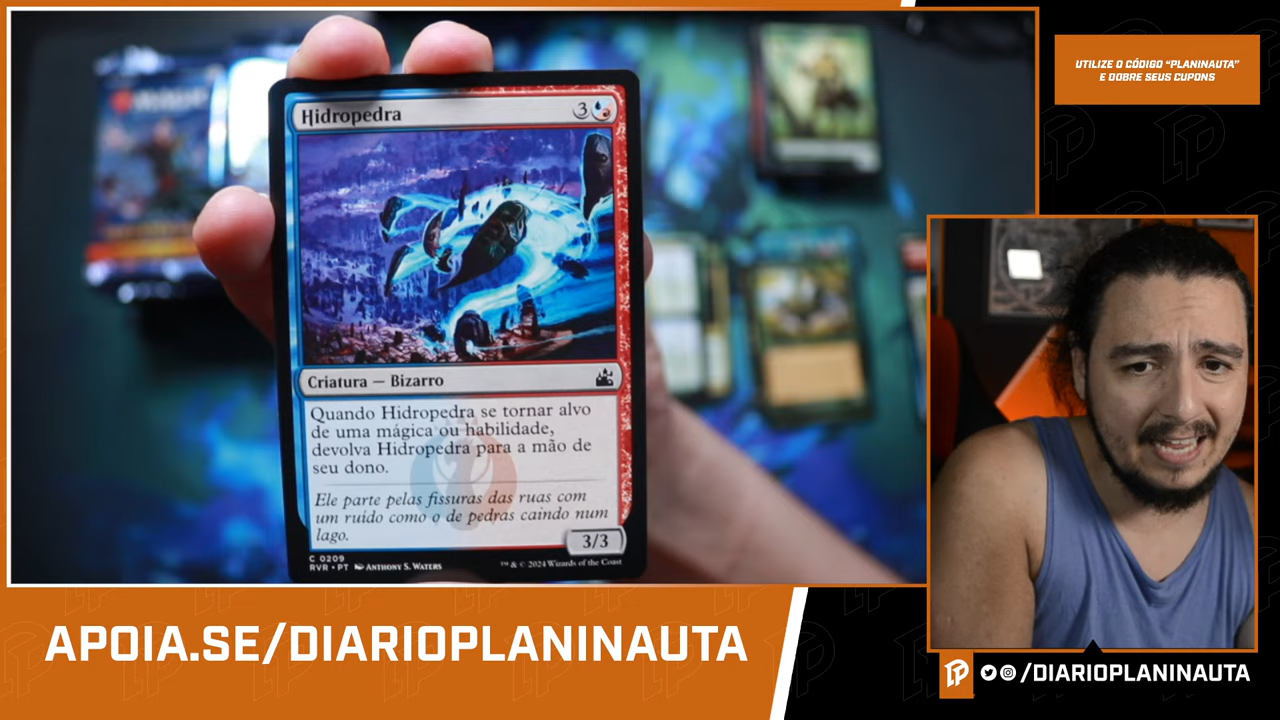 UTILIZE O CÓDIGO “PLANINAUTA”
E DOBRE SEUS CUPONS
Hidropedra 3
Criatura — Bizarro
Quando Hidropedra se tornar alvo
de uma mágica ou habilidade,
devolva Hidropedra para a mão de
seu dono.
Ele parte pelas fissuras das ruas com
um ruído como o de pedras caindo num
lago.
3/3
C 0209
RVR • PT ANTHONY S. WATERS
™ & © 2024 Wizards of the Coast
APOIA.SE/DIARIOPLANINAUTA
/DIARIOPLANINAUTA